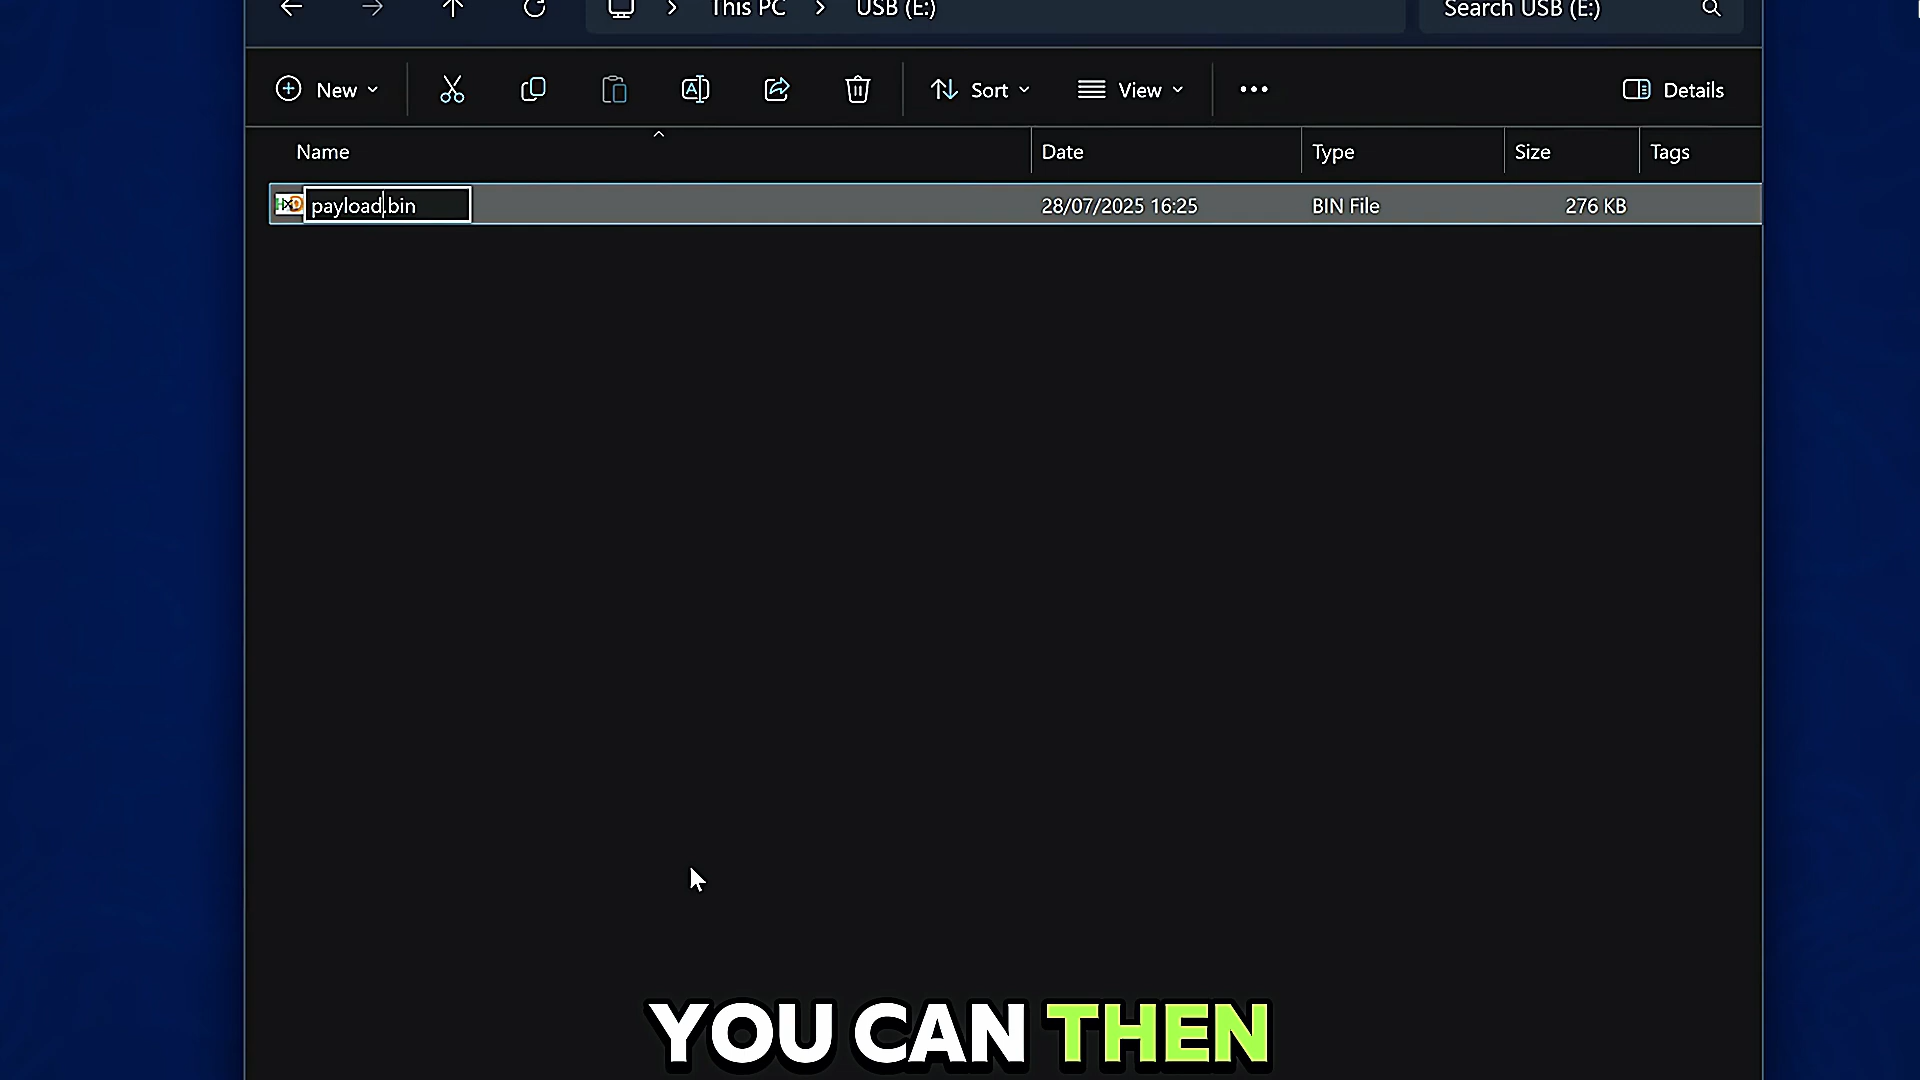 This PC > USB (E:)
Search USB (E:)
New
Sort
View
Details
Name
Date
Type
Size
Tags
payload.bin
28/07/2025 16:25
BIN File
276 KB
YOU CAN THEN